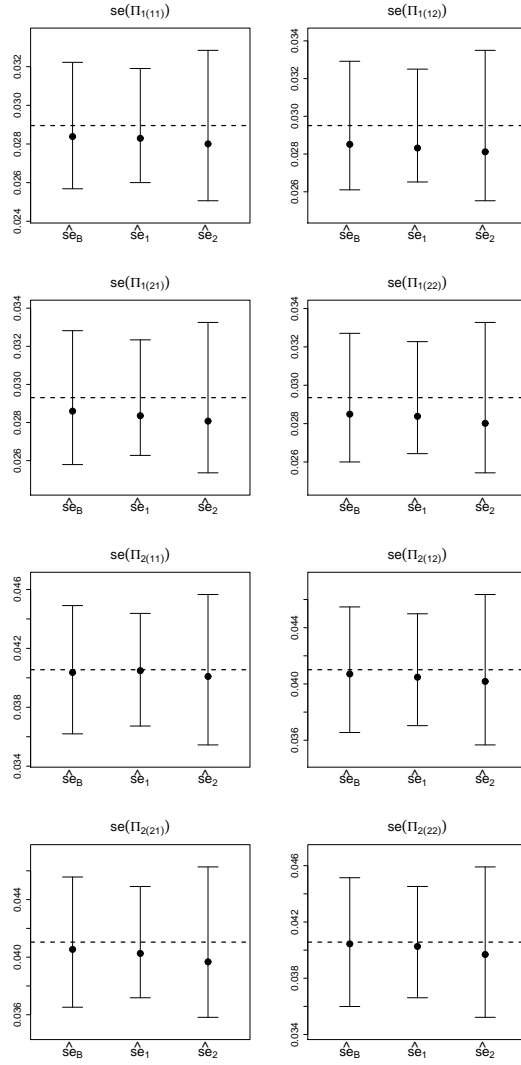 se(Π1(11))
0.024 0.026 0.028 0.030 0.032
ŝeB ŝe1 ŝe2
se(Π1(12))
0.026 0.028 0.030 0.032 0.034
ŝeB ŝe1 ŝe2
se(Π1(21))
0.026 0.028 0.030 0.032 0.034
ŝeB ŝe1 ŝe2
se(Π1(22))
0.026 0.028 0.030 0.032 0.034
ŝeB ŝe1 ŝe2
se(Π2(11))
0.034 0.038 0.042 0.046
ŝeB ŝe1 ŝe2
se(Π2(12))
0.036 0.040 0.044
ŝeB ŝe1 ŝe2
se(Π2(21))
0.036 0.040 0.044
ŝeB ŝe1 ŝe2
se(Π2(22))
0.034 0.038 0.042 0.046
ŝeB ŝe1 ŝe2